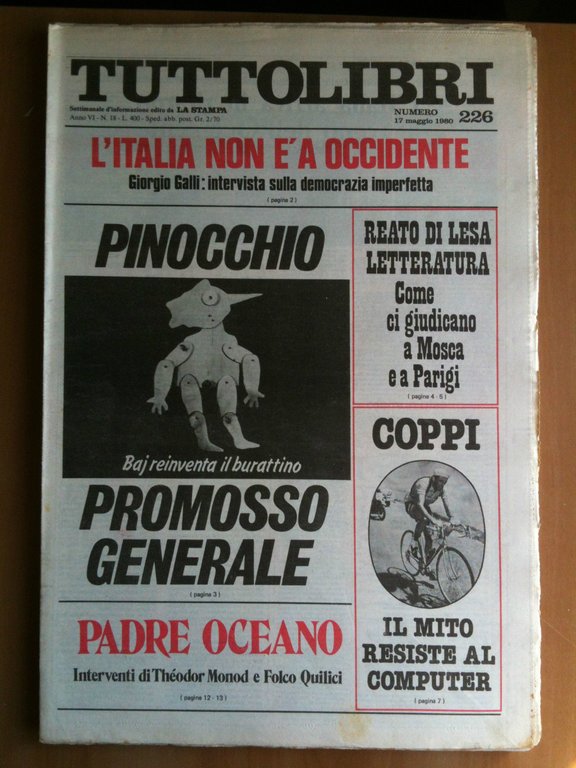 TUTTOLIBRI
Settimanale d'informazione edito da LA STAMPA
Anno VI - N. 18 - L. 400 - Sped. abb. post. Gr. 2/70
NUMERO
17 maggio 1980
226
L'ITALIA NON E' A OCCIDENTE
Giorgio Galli: intervista sulla democrazia imperfetta
( pagina 2 )
PINOCCHIO
Baj reinventa il burattino
PROMOSSO
GENERALE
( pagina 3 )
REATO DI LESA
LETTERATURA
Come
ci giudicano
a Mosca
e a Parigi
( pagine 4 - 5 )
COPPI
IL MITO
RESISTE AL
COMPUTER
( pagina 7 )
PADRE OCEANO
Interventi di Théodor Monod e Folco Quilici
( pagine 12 - 13 )